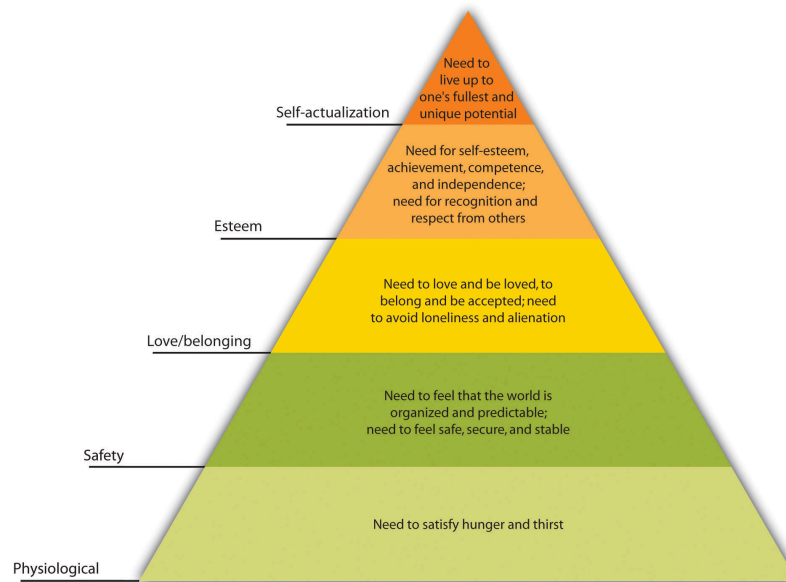 Need to
live up to
one's fullest and
unique potential
Self-actualization
Need for self-esteem,
achievement, competence,
and independence;
need for recognition and
respect from others
Esteem
Need to love and be loved, to
belong and be accepted; need
to avoid loneliness and alienation
Love/belonging
Need to feel that the world is
organized and predictable;
need to feel safe, secure, and stable
Safety
Need to satisfy hunger and thirst
Physiological